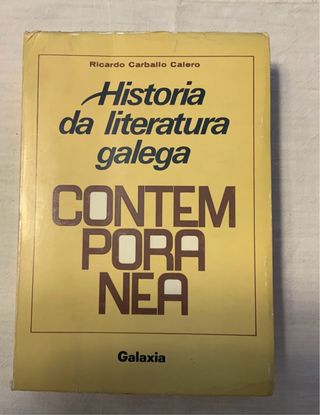 Ricardo Carballo Calero
Historia
da literatura
galega
CONTEM
PORA
NEA
Galaxia